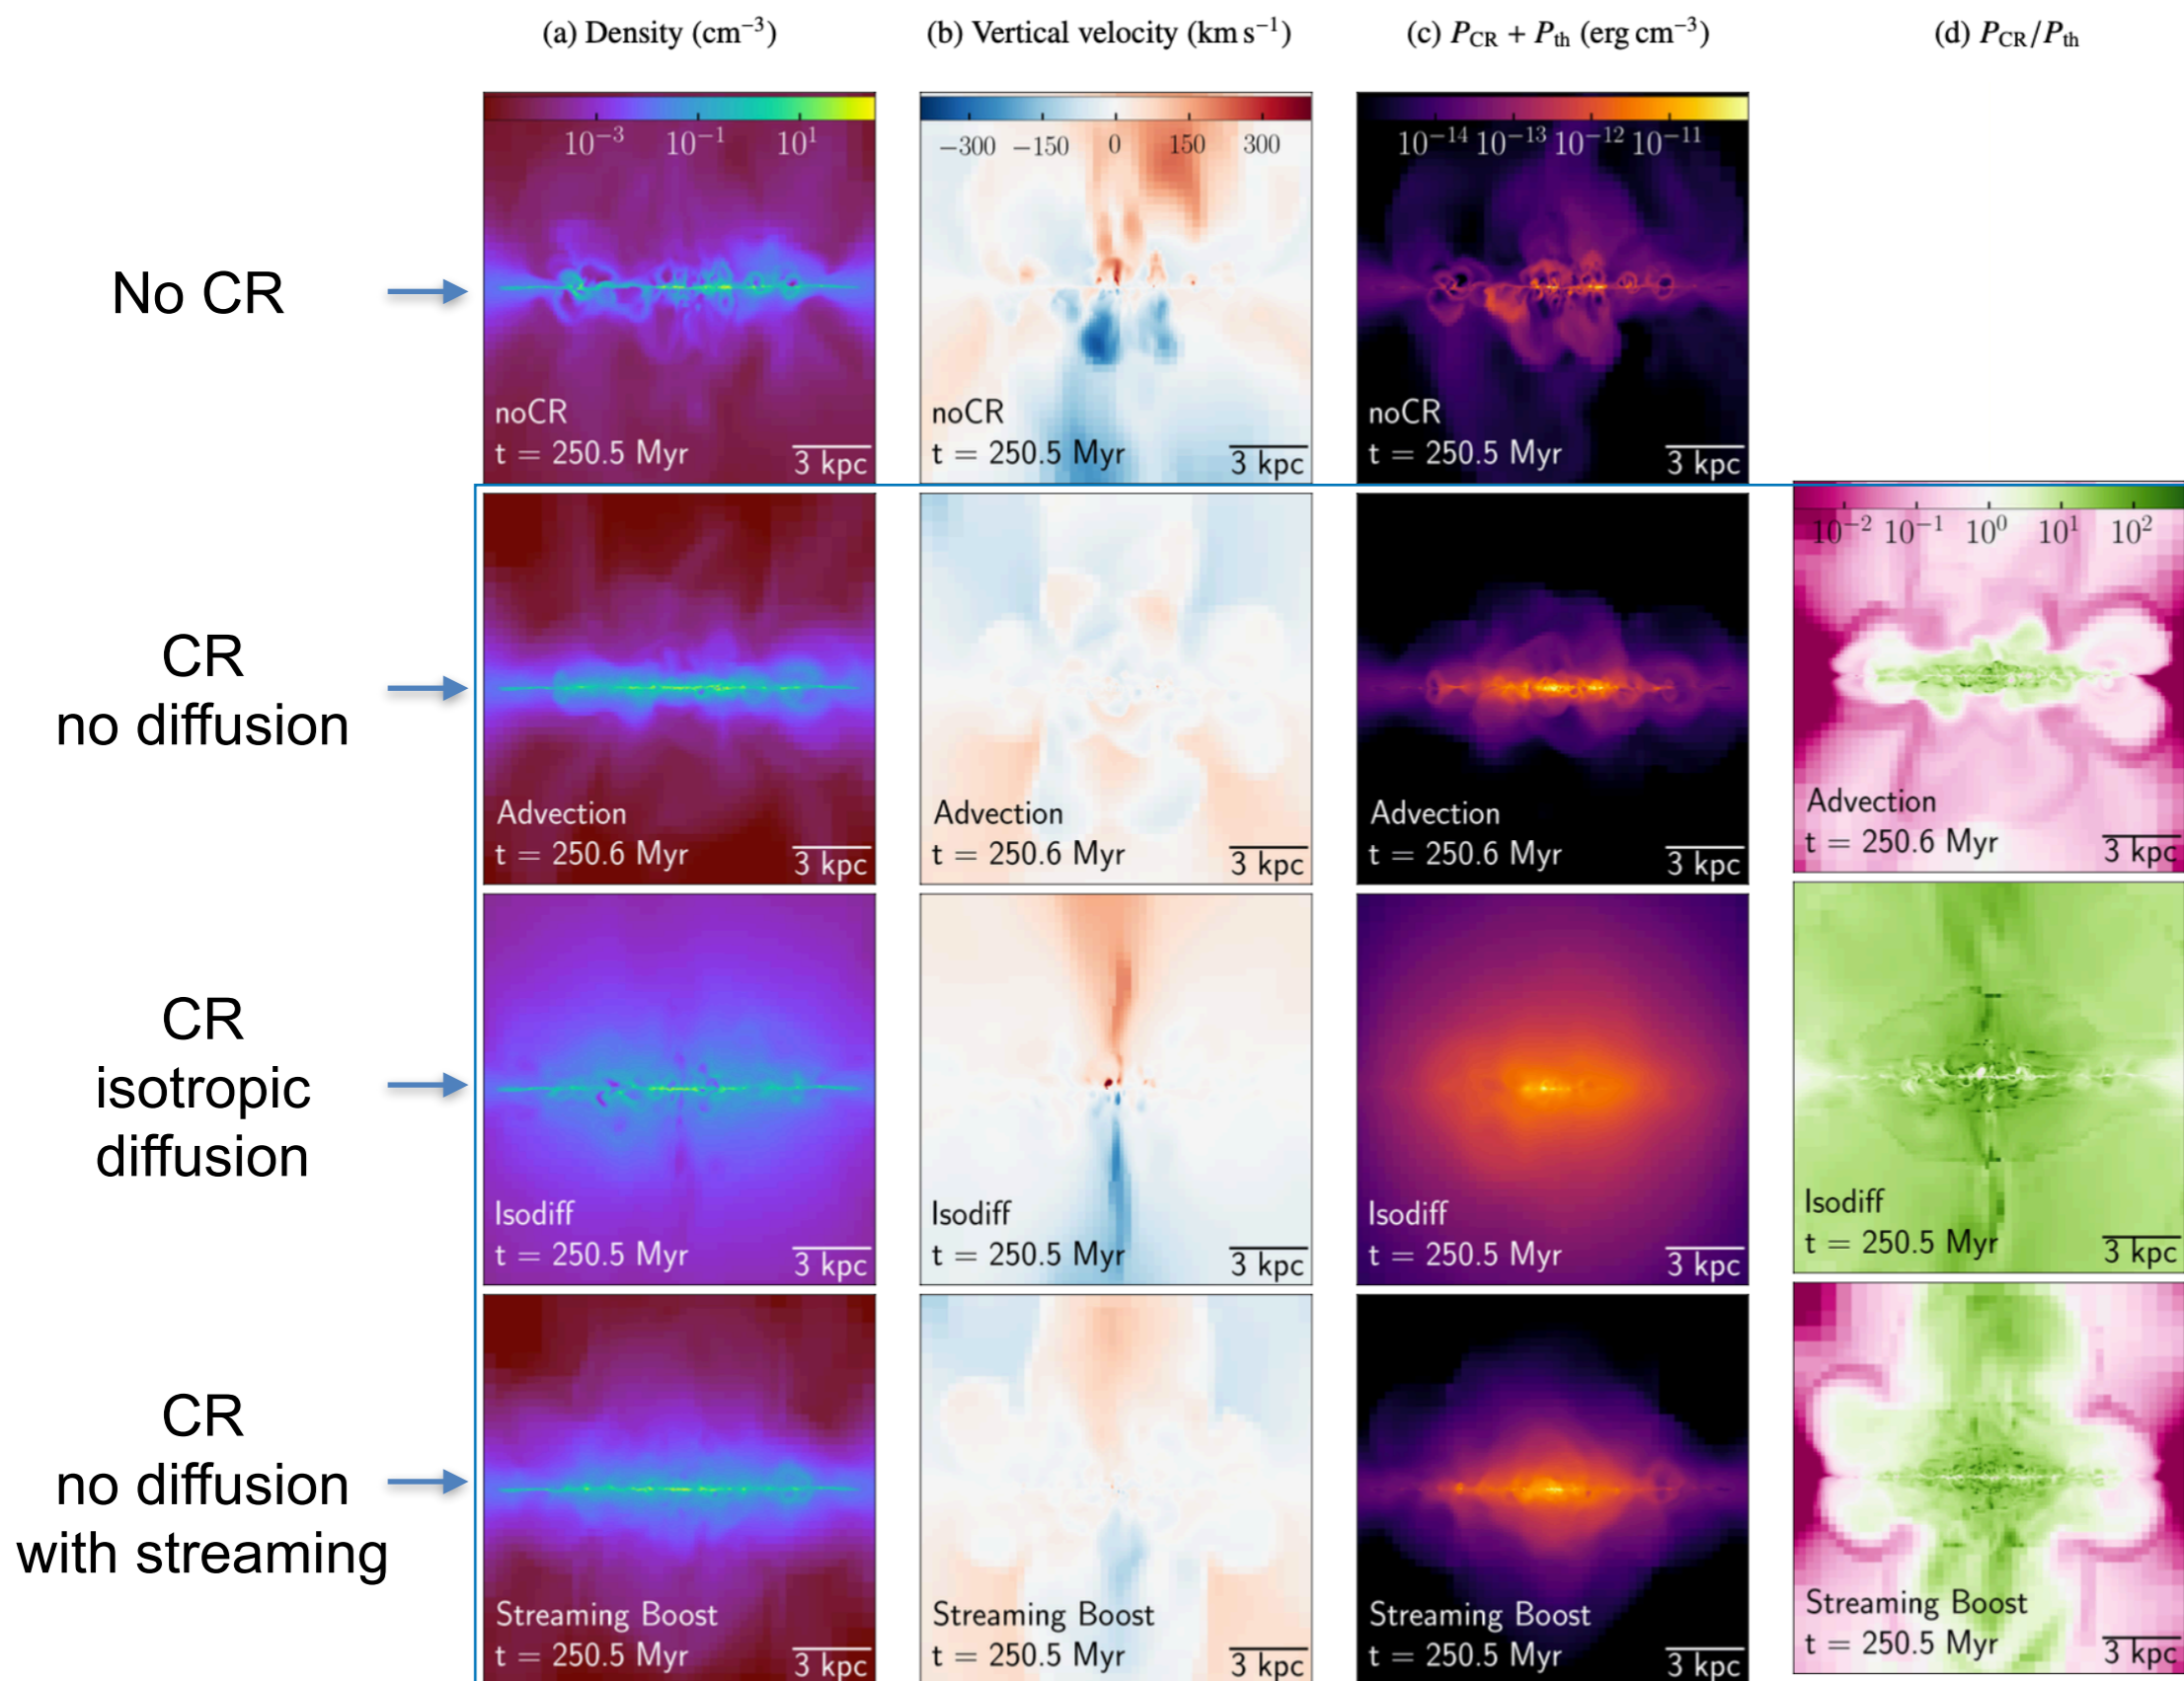 (a) Density (cm⁻³)
(b) Vertical velocity (km s⁻¹)
(c) P_CR + P_th (erg cm⁻³)
(d) P_CR/P_th
10⁻³ 10⁻¹ 10¹
−300 −150 0 150 300
10⁻¹⁴ 10⁻¹³ 10⁻¹² 10⁻¹¹
No CR
noCR
t = 250.5 Myr
3 kpc
noCR
t = 250.5 Myr
3 kpc
noCR
t = 250.5 Myr
3 kpc
10⁻² 10⁻¹ 10⁰ 10¹ 10²
CR
no diffusion
Advection
t = 250.6 Myr
3 kpc
Advection
t = 250.6 Myr
3 kpc
Advection
t = 250.6 Myr
3 kpc
Advection
t = 250.6 Myr
3 kpc
CR
isotropic
diffusion
Isodiff
t = 250.5 Myr
3 kpc
Isodiff
t = 250.5 Myr
3 kpc
Isodiff
t = 250.5 Myr
3 kpc
Isodiff
t = 250.5 Myr
3 kpc
CR
no diffusion
with streaming
Streaming Boost
t = 250.5 Myr
3 kpc
Streaming Boost
t = 250.5 Myr
3 kpc
Streaming Boost
t = 250.5 Myr
3 kpc
Streaming Boost
t = 250.5 Myr
3 kpc